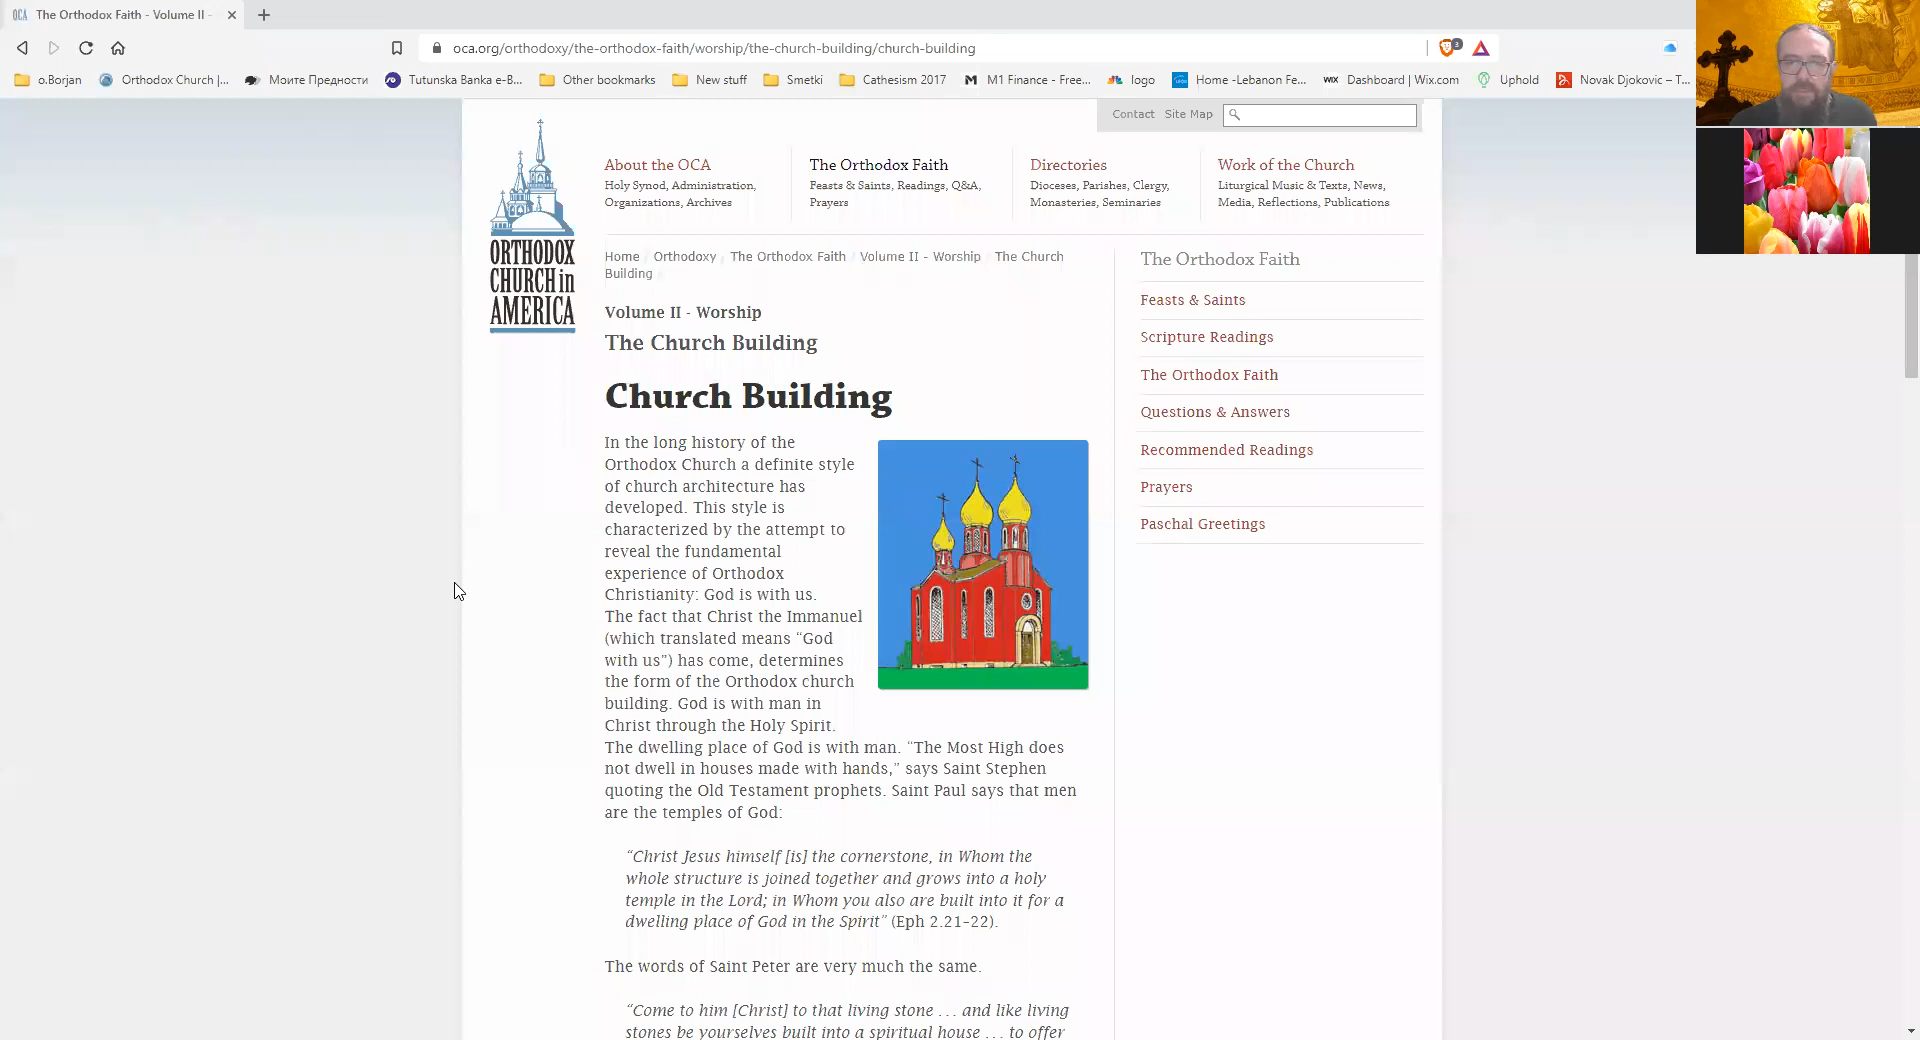 OCA The Orthodox Faith - Volume II -
oca.org/orthodoxy/the-orthodox-faith/worship/the-church-building/church-building
3
o.Borjan
Orthodox Church |...
Моите Предности
Tutunska Banka e-B...
Other bookmarks
New stuff
Smetki
Cathesism 2017
M1 Finance - Free...
logo
Home -Lebanon Fe...
WIX Dashboard | Wix.com
Uphold
Novak Djokovic – T...
Contact Site Map
About the OCA
Holy Synod, Administration,
Organizations, Archives
The Orthodox Faith
Feasts & Saints, Readings, Q&A,
Prayers
Directories
Dioceses, Parishes, Clergy,
Monasteries, Seminaries
Work of the Church
Liturgical Music & Texts, News,
Media, Reflections, Publications
ORTHODOX
CHURCH in
AMERICA
Home / Orthodoxy / The Orthodox Faith / Volume II - Worship / The Church
Building
Volume II - Worship
The Church Building
Church Building
In the long history of the
Orthodox Church a definite style
of church architecture has
developed. This style is
characterized by the attempt to
reveal the fundamental
experience of Orthodox
Christianity: God is with us.
The fact that Christ the Immanuel
(which translated means “God
with us”) has come, determines
the form of the Orthodox church
building. God is with man in
Christ through the Holy Spirit.
The dwelling place of God is with man. “The Most High does
not dwell in houses made with hands,” says Saint Stephen
quoting the Old Testament prophets. Saint Paul says that men
are the temples of God:
“Christ Jesus himself [is] the cornerstone, in Whom the
whole structure is joined together and grows into a holy
temple in the Lord; in Whom you also are built into it for a
dwelling place of God in the Spirit” (Eph 2.21–22).
The words of Saint Peter are very much the same.
“Come to him [Christ] to that living stone . . . and like living
stones be yourselves built into a spiritual house . . . to offer
The Orthodox Faith
Feasts & Saints
Scripture Readings
The Orthodox Faith
Questions & Answers
Recommended Readings
Prayers
Paschal Greetings